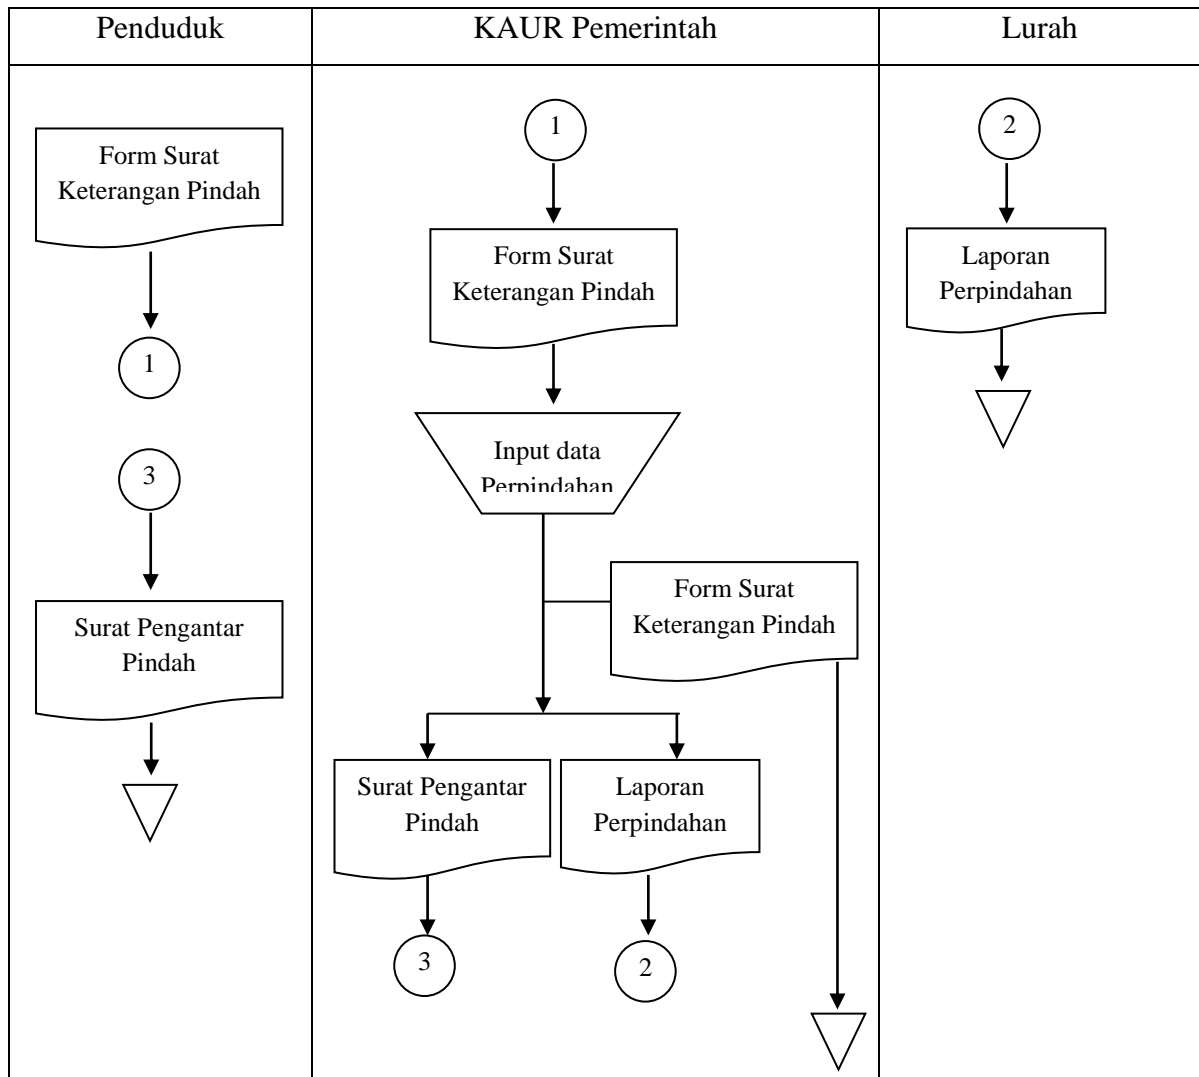 Penduduk
KAUR Pemerintah
Lurah
Form Surat
Keterangan Pindah
1
3
Surat Pengantar
Pindah
1
Form Surat
Keterangan Pindah
Input data
Perpindahan
Form Surat
Keterangan Pindah
Surat Pengantar
Pindah
Laporan
Perpindahan
3
2
2
Laporan
Perpindahan